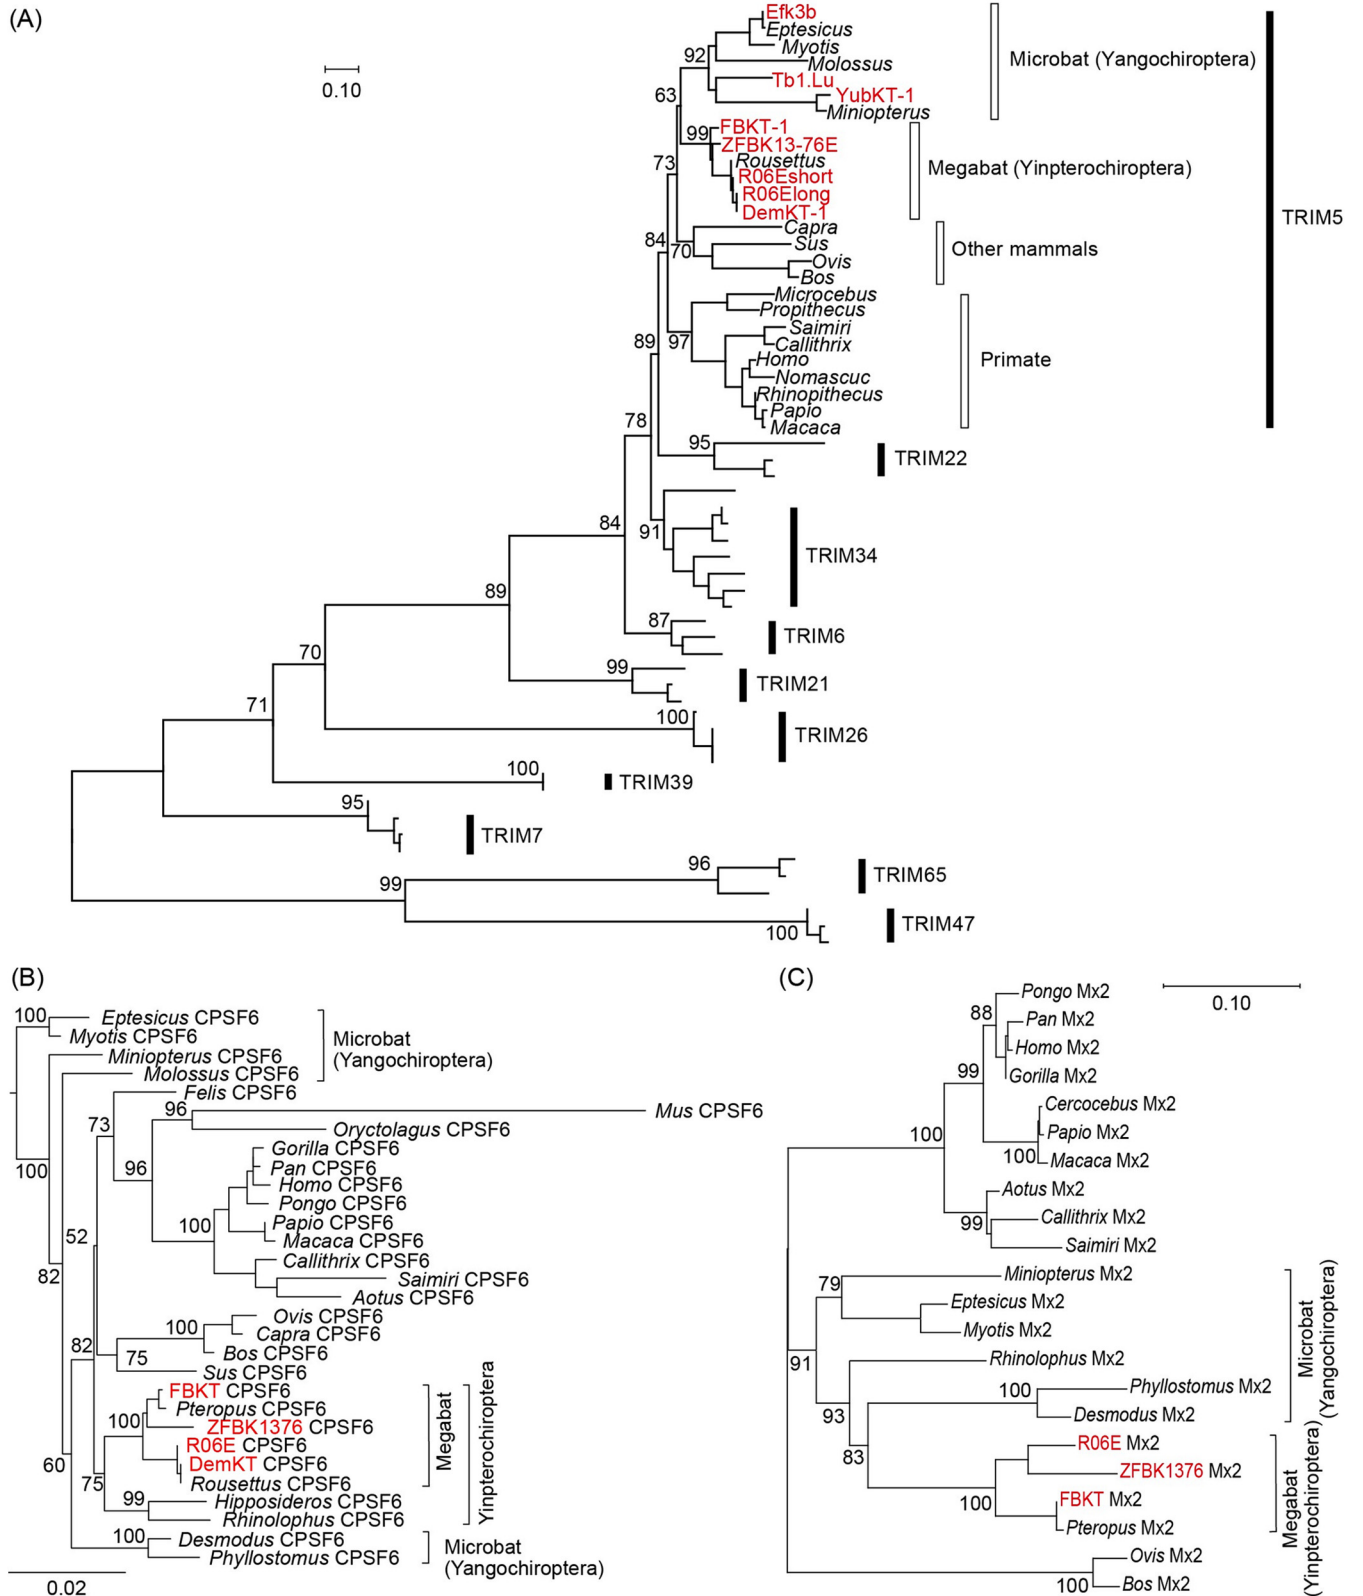 (A)
0.10
Efk3b
Eptesicus
Myotis
Molossus
Tb1.Lu
YubKT-1
Miniopterus
92
Microbat (Yangochiroptera)
63
FBKT-1
99
ZFBK13-76E
Rousettus
R06Eshort
R06Elong
DemKT-1
Megabat (Yinpterochiroptera)
73
TRIM5
Capra
Sus
Ovis
Bos
84
70
Other mammals
Microcebus
Propithecus
Saimiri
Callithrix
Homo
Nomascuc
Rhinopithecus
Papio
Macaca
89
97
Primate
78
95
TRIM22
84
91
TRIM34
89
87
TRIM6
70
99
TRIM21
71
100
TRIM26
100
TRIM39
95
TRIM7
96
TRIM65
99
100
TRIM47
(B)
100
Eptesicus CPSF6
Myotis CPSF6
Miniopterus CPSF6
Molossus CPSF6
Microbat
(Yangochiroptera)
Felis CPSF6
96
Mus CPSF6
73
Oryctolagus CPSF6
Gorilla CPSF6
100
96
Pan CPSF6
Homo CPSF6
Pongo CPSF6
100
Papio CPSF6
52
Macaca CPSF6
Callithrix CPSF6
82
Saimiri CPSF6
Aotus CPSF6
Ovis CPSF6
100
Capra CPSF6
82
Bos CPSF6
75
Sus CPSF6
FBKT CPSF6
Pteropus CPSF6
100
ZFBK1376 CPSF6
R06E CPSF6
60
DemKT CPSF6
75
Rousettus CPSF6
Megabat
99
Hipposideros CPSF6
Rhinolophus CPSF6
Yinpterochiroptera
100
Desmodus CPSF6
Phyllostomus CPSF6
Microbat
(Yangochiroptera)
0.02
(C)
0.10
Pongo Mx2
88
Pan Mx2
Homo Mx2
99
Gorilla Mx2
Cercocebus Mx2
100
Papio Mx2
100
Macaca Mx2
Aotus Mx2
99
Callithrix Mx2
Saimiri Mx2
79
Miniopterus Mx2
Eptesicus Mx2
Myotis Mx2
91
Rhinolophus Mx2
100
Phyllostomus Mx2
93
Desmodus Mx2
Microbat
(Yangochiroptera)
83
R06E Mx2
ZFBK1376 Mx2
100
FBKT Mx2
Pteropus Mx2
Megabat
(Yinpterochiroptera)
Ovis Mx2
100
Bos Mx2